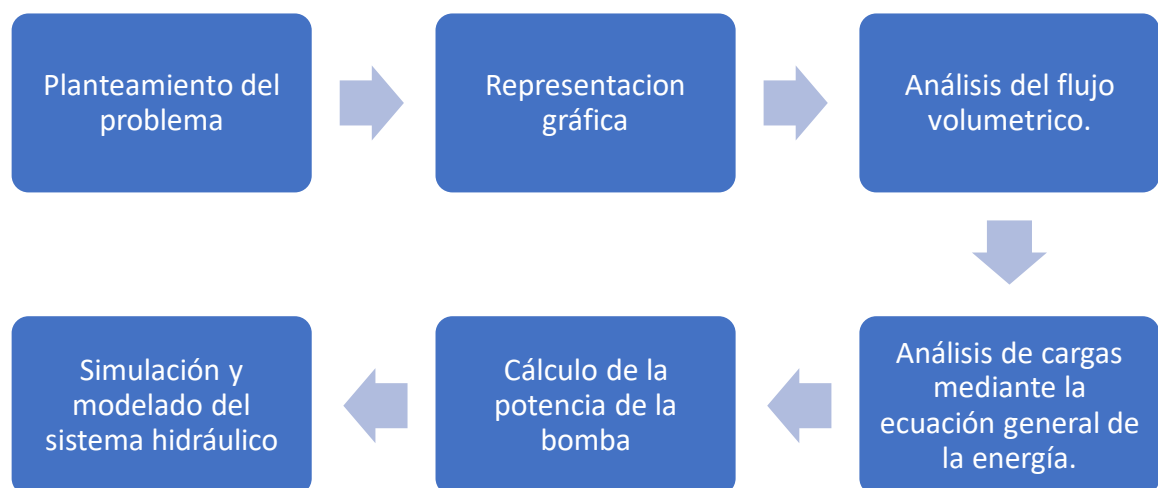 Planteamiento del
problema
Representacion
gráfica
Análisis del flujo
volumetrico.
Análisis de cargas
mediante la
ecuación general de
la energía.
Cálculo de la
potencia de la
bomba
Simulación y
modelado del
sistema hidráulico